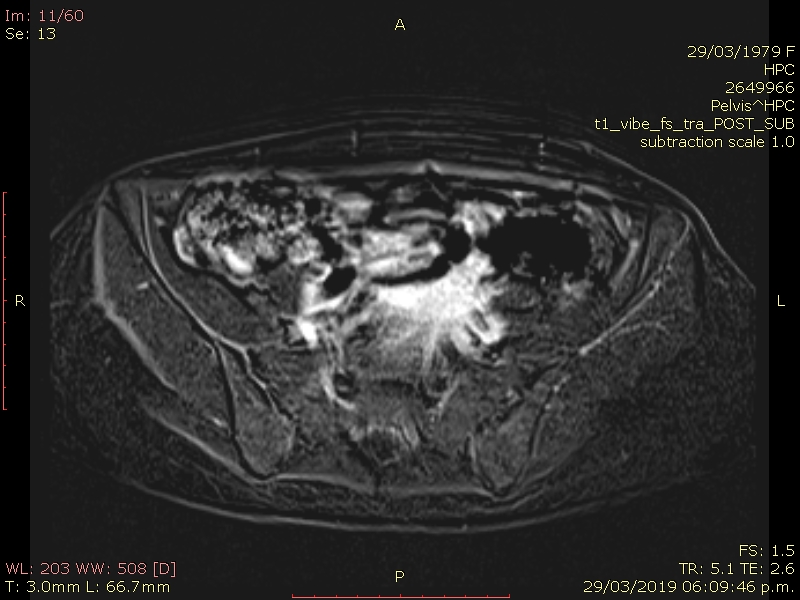 Im: 11/60
Se: 13
A
29/03/1979 F
HPC
2649966
Pelvis^HPC
t1_vibe_fs_tra_POST_SUB
subtraction scale 1.0
R
L
WL: 203 WW: 508 [D]
T: 3.0mm L: 66.7mm
P
FS: 1.5
TR: 5.1 TE: 2.6
29/03/2019 06:09:46 p.m.